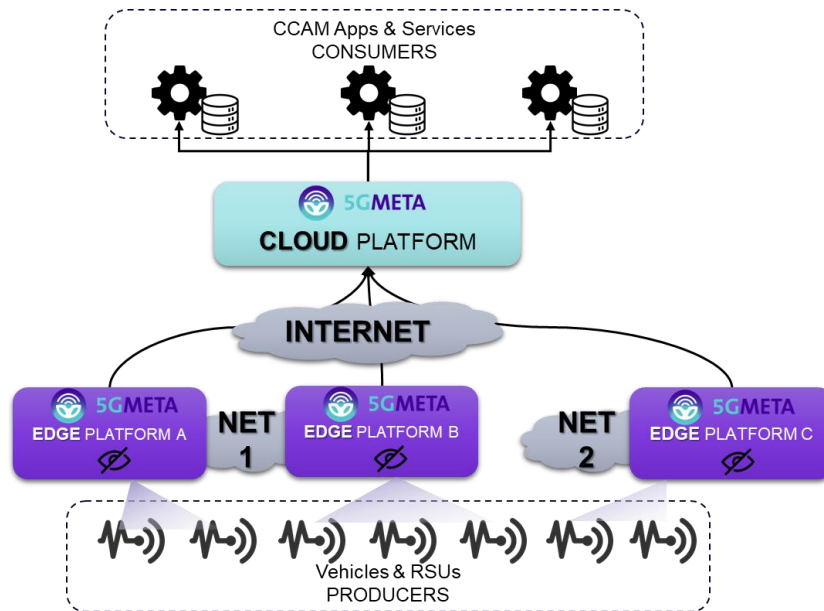 CCAM Apps & Services
CONSUMERS
5GMETA
CLOUD PLATFORM
INTERNET
5GMETA
EDGE PLATFORM A
NET
1
5GMETA
EDGE PLATFORM B
NET
2
5GMETA
EDGE PLATFORM C
Vehicles & RSUs
PRODUCERS